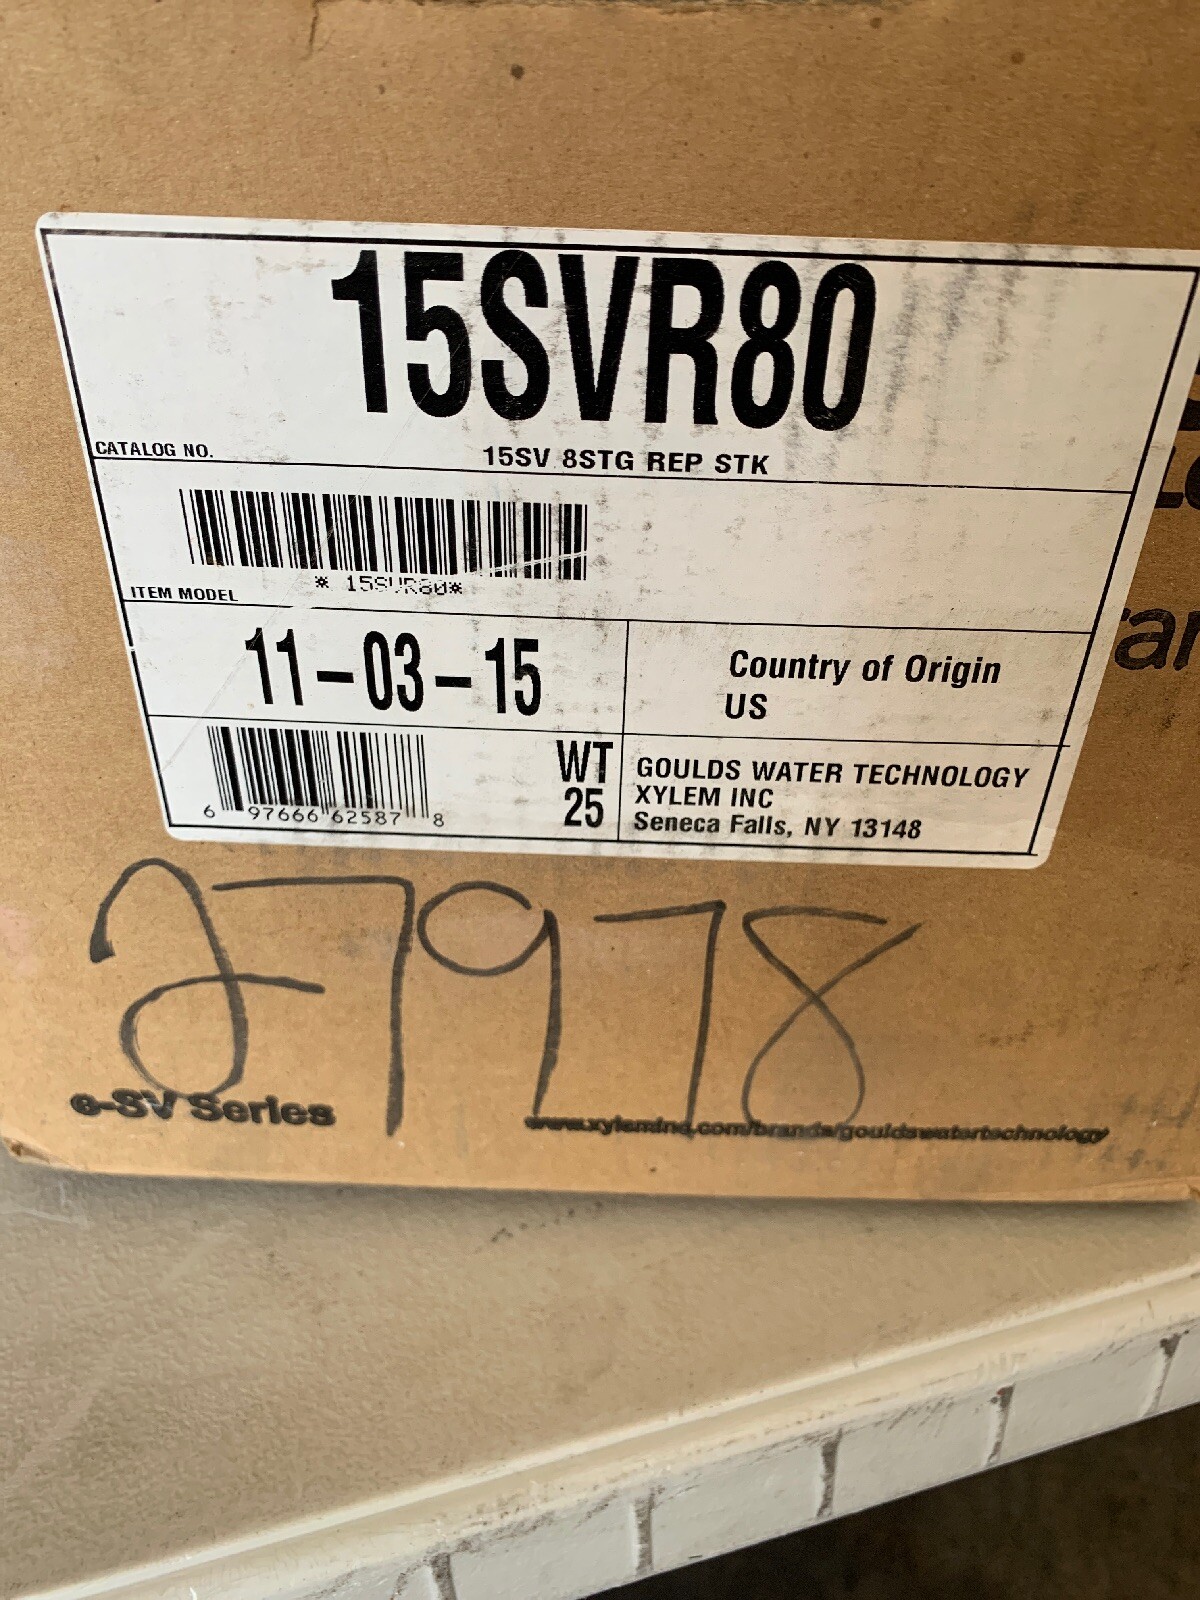 15SVR80
CATALOG NO.
15SV 8STG REP STK
* 15SVR80*
ITEM MODEL
11-03-15
Country of Origin
US
6 97666 62587 8
WT
25
GOULDS WATER TECHNOLOGY
XYLEM INC
Seneca Falls, NY 13148
27978
e-SV Series
www.xyleminc.com/brands/gouldswatertechnology